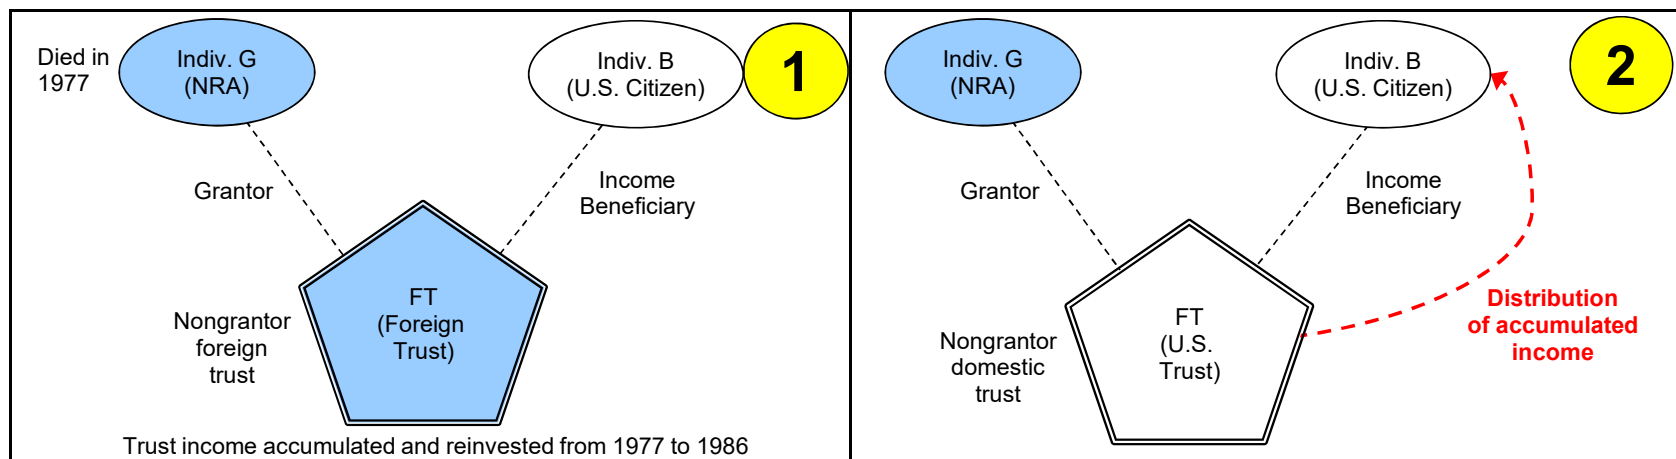 Died in
1977
Indiv. G
(NRA)
Indiv. B
(U.S. Citizen)
1
Grantor
Income
Beneficiary
Nongrantor
foreign
trust
FT
(Foreign
Trust)
Trust income accumulated and reinvested from 1977 to 1986
Indiv. G
(NRA)
Indiv. B
(U.S. Citizen)
2
Grantor
Income
Beneficiary
Nongrantor
domestic
trust
FT
(U.S.
Trust)
Distribution
of accumulated
income